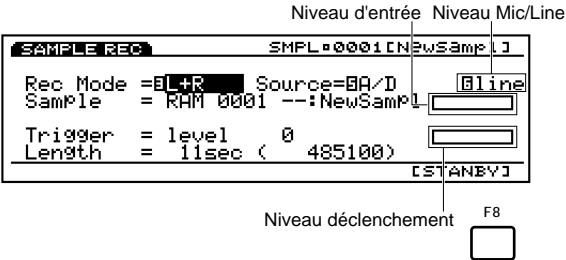 Niveau d'entrée Niveau Mic/Line
SAMPLE REC SMPL:0001[NewSampl]
Rec Mode =L+R Source=A/D line
Sample = RAM 0001 --:NewSampl
Trigger = level 0
Length = 11sec ( 485100)
[STANBY]
Niveau déclenchement F8